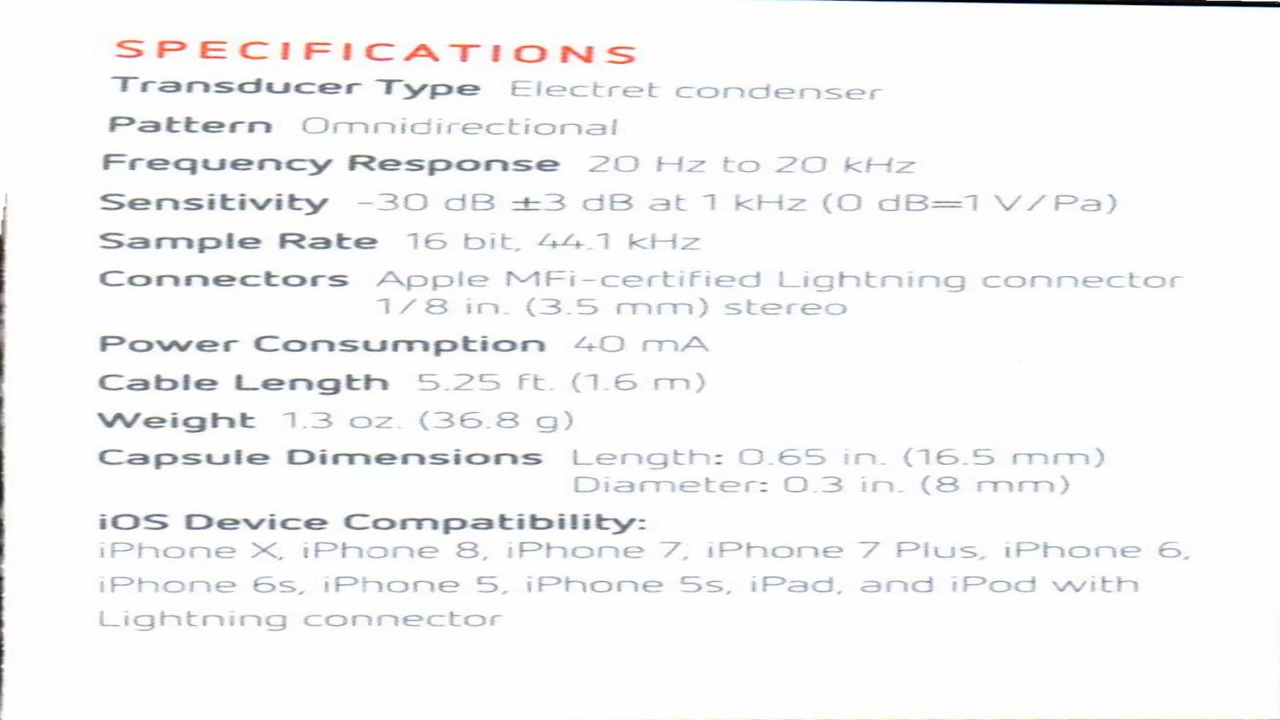 SPECIFICATIONS
Transducer Type Electret condenser
Pattern Omnidirectional
Frequency Response 20 Hz to 20 kHz
Sensitivity -30 dB ±3 dB at 1 kHz (0 dB=1 V/Pa)
Sample Rate 16 bit, 44.1 kHz
Connectors Apple MFi-certified Lightning connector
1/8 in. (3.5 mm) stereo
Power Consumption 40 mA
Cable Length 5.25 ft. (1.6 m)
Weight 1.3 oz. (36.8 g)
Capsule Dimensions Length: 0.65 in. (16.5 mm)
Diameter: 0.3 in. (8 mm)
iOS Device Compatibility:
iPhone X, iPhone 8, iPhone 7, iPhone 7 Plus, iPhone 6,
iPhone 6s, iPhone 5, iPhone 5s, iPad, and iPod with
Lightning connector